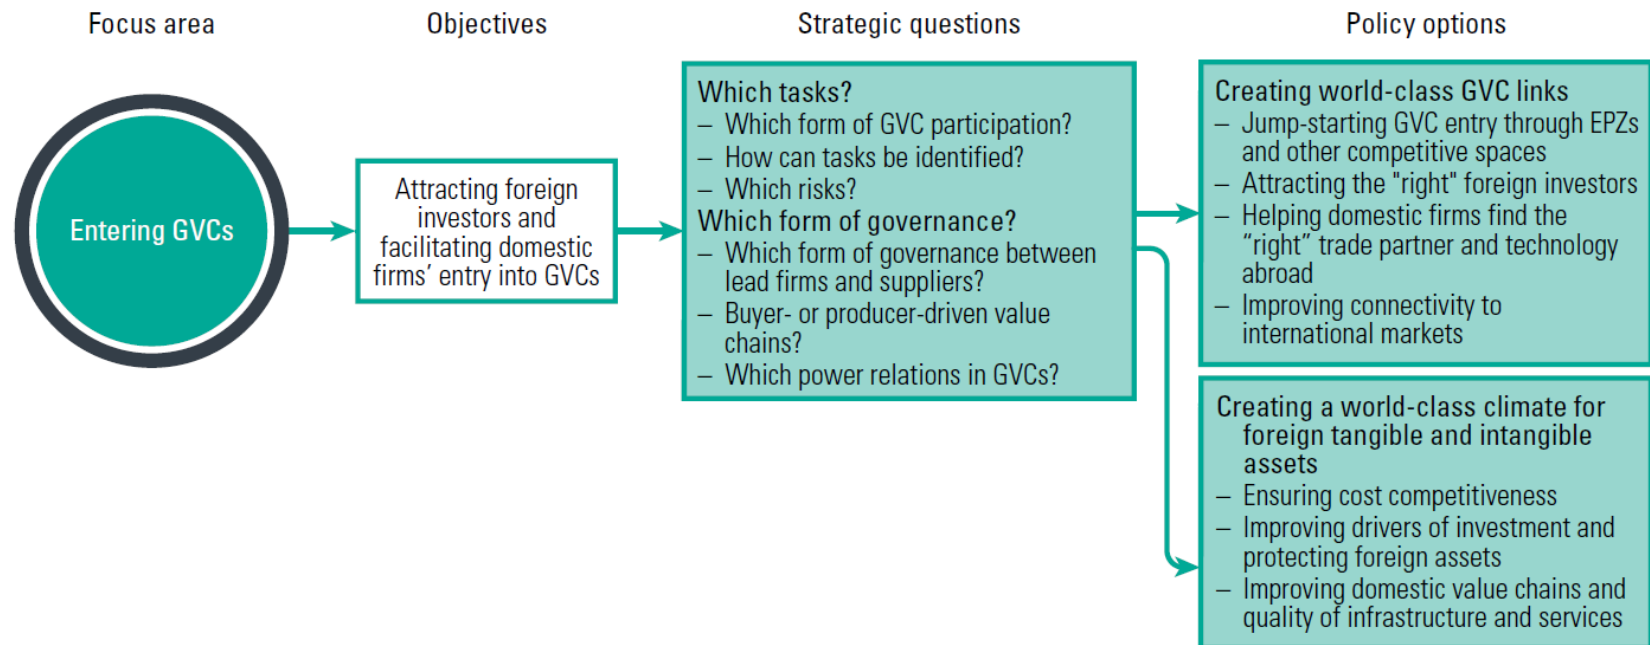 Focus area
Objectives
Strategic questions
Policy options
Entering GVCs
Attracting foreign
investors and
facilitating domestic
firms’ entry into GVCs
Which tasks?
– Which form of GVC participation?
– How can tasks be identified?
– Which risks?
Which form of governance?
– Which form of governance between
lead firms and suppliers?
– Buyer- or producer-driven value
chains?
– Which power relations in GVCs?
Creating world-class GVC links
– Jump-starting GVC entry through EPZs
and other competitive spaces
– Attracting the "right" foreign investors
– Helping domestic firms find the
“right” trade partner and technology
abroad
– Improving connectivity to
international markets
Creating a world-class climate for
foreign tangible and intangible
assets
– Ensuring cost competitiveness
– Improving drivers of investment and
protecting foreign assets
– Improving domestic value chains and
quality of infrastructure and services